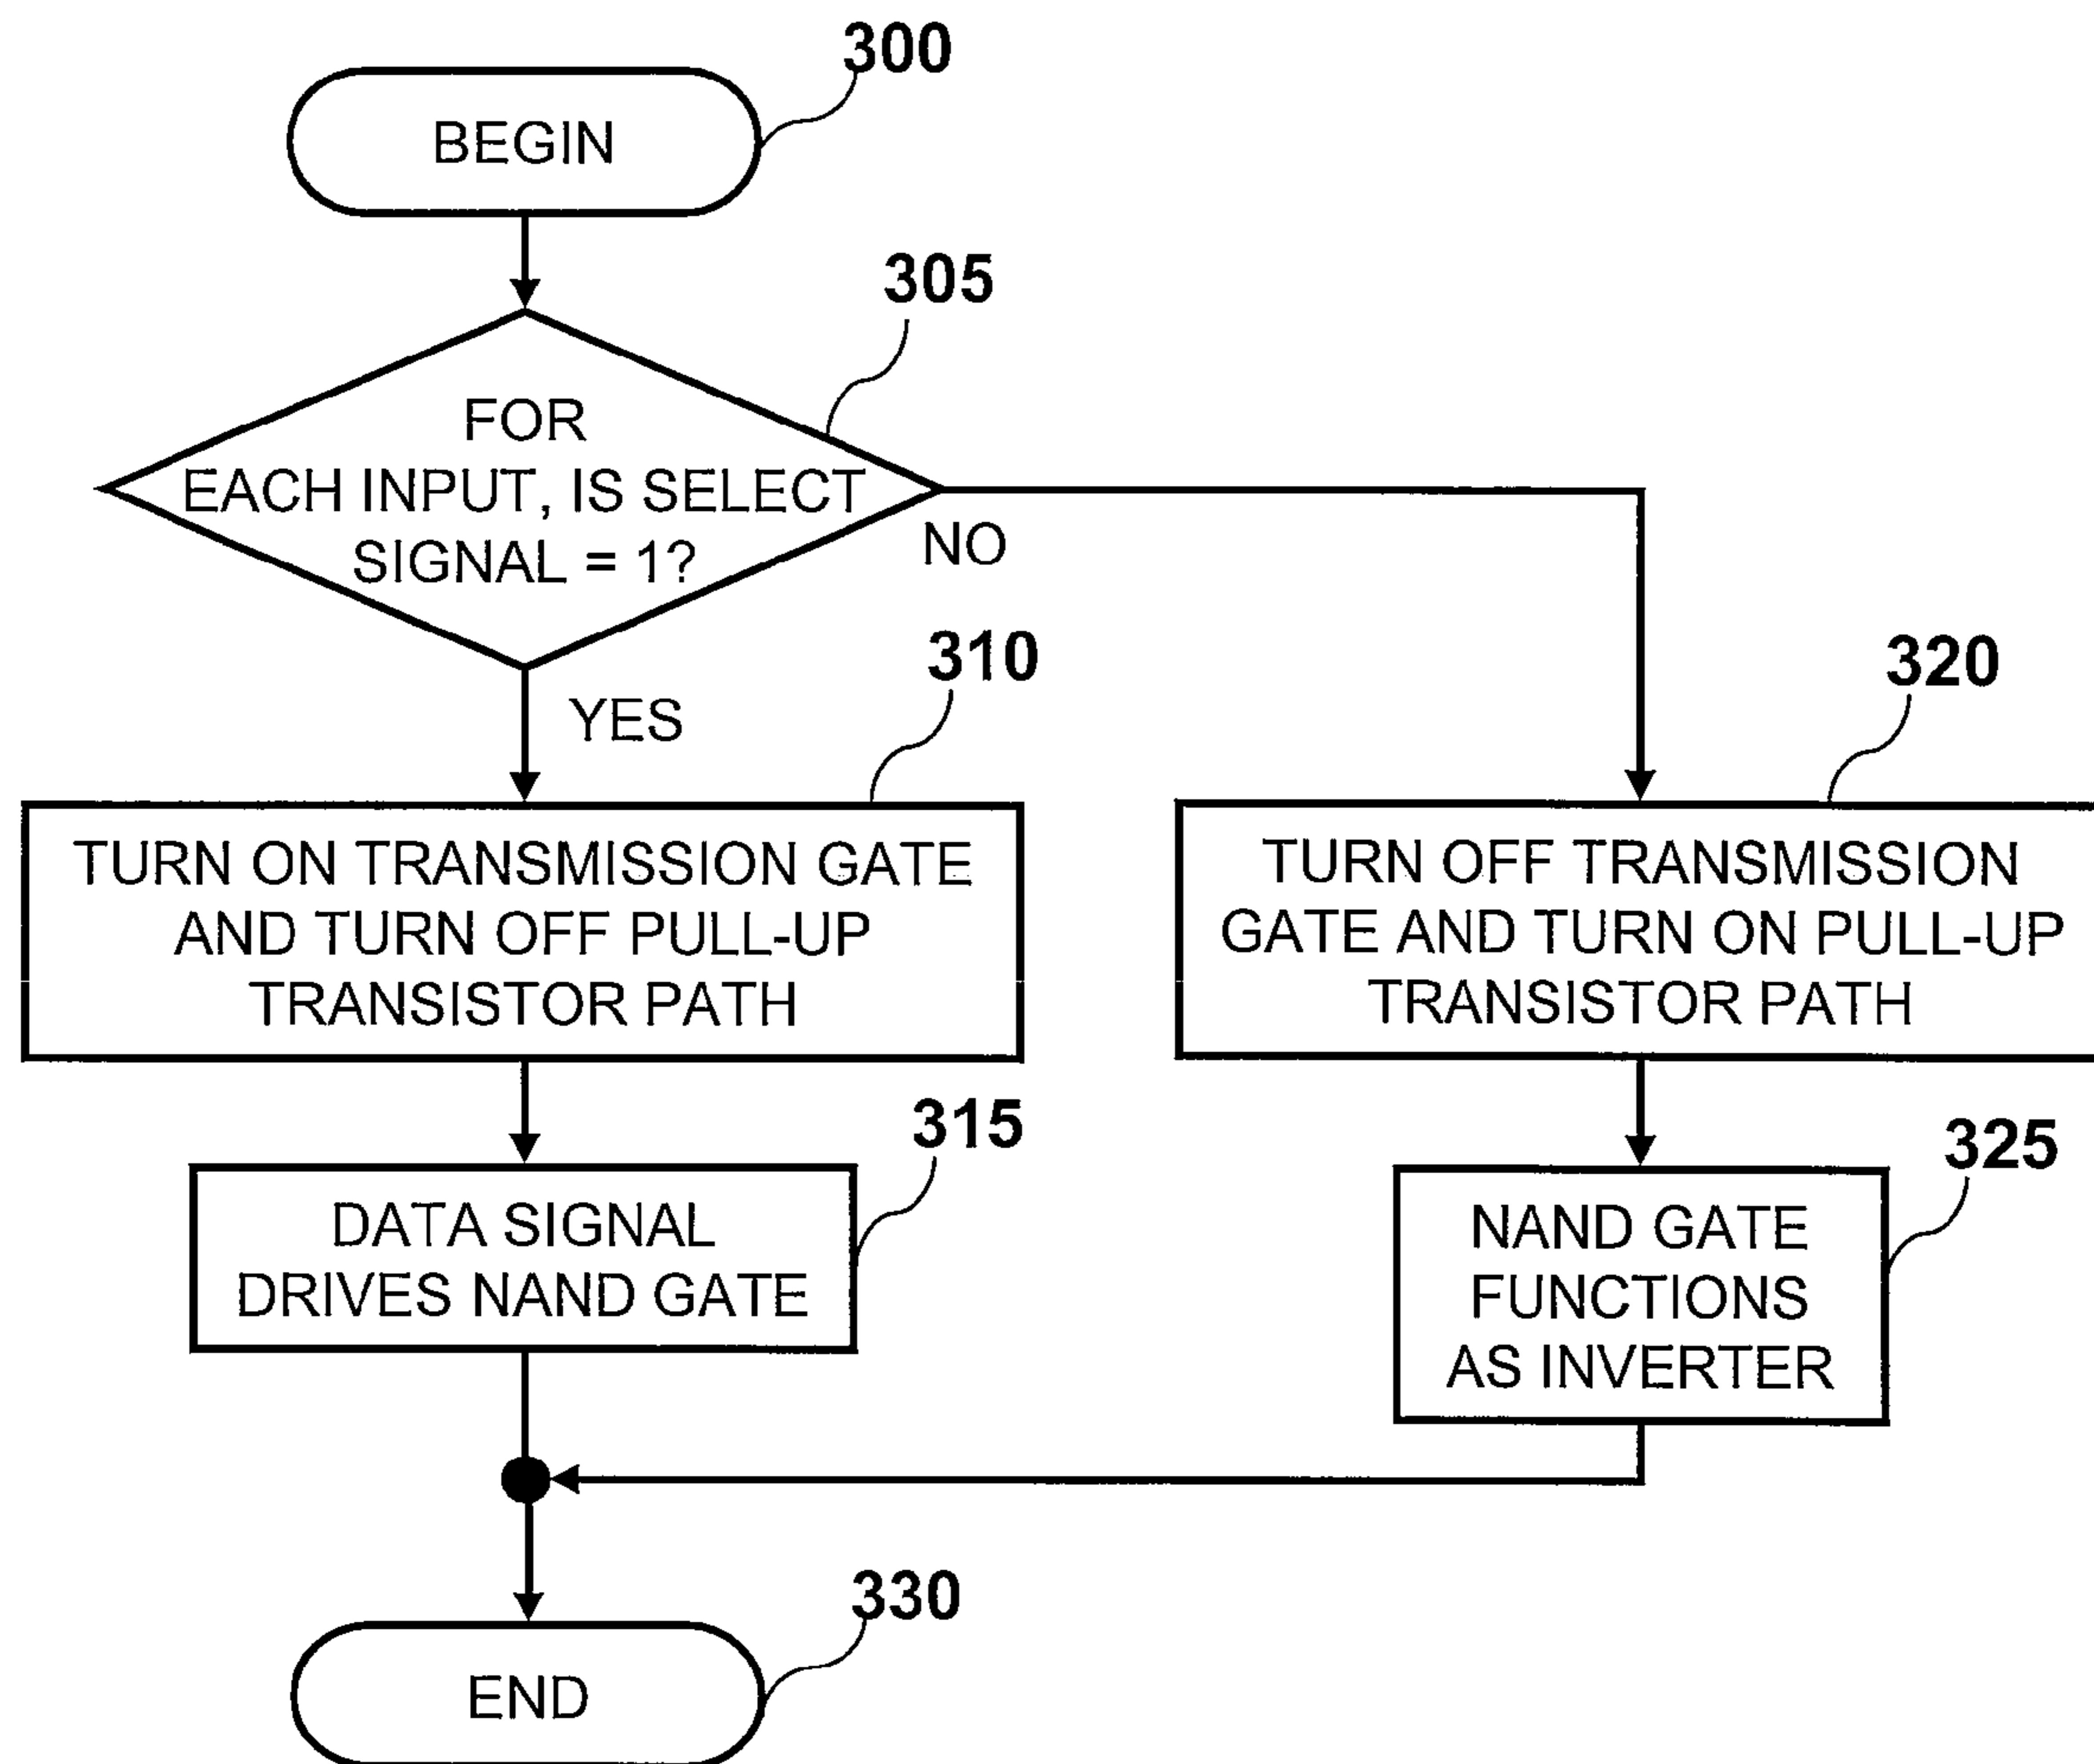 300
BEGIN
305
FOR
EACH INPUT, IS SELECT
SIGNAL = 1?
NO
YES
310
TURN ON TRANSMISSION GATE
AND TURN OFF PULL-UP
TRANSISTOR PATH
320
TURN OFF TRANSMISSION
GATE AND TURN ON PULL-UP
TRANSISTOR PATH
315
DATA SIGNAL
DRIVES NAND GATE
325
NAND GATE
FUNCTIONS
AS INVERTER
330
END